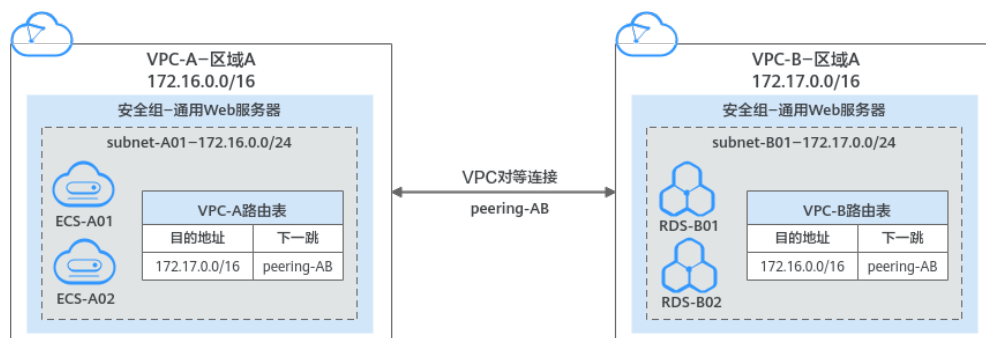 VPC-A-区域A
172.16.0.0/16
安全组-通用Web服务器
subnet-A01-172.16.0.0/24
ECS-A01
ECS-A02
VPC-A路由表
目的地址 下一跳
172.17.0.0/16 peering-AB
VPC对等连接
peering-AB
VPC-B-区域A
172.17.0.0/16
安全组-通用Web服务器
subnet-B01-172.17.0.0/24
RDS-B01
RDS-B02
VPC-B路由表
目的地址 下一跳
172.16.0.0/16 peering-AB